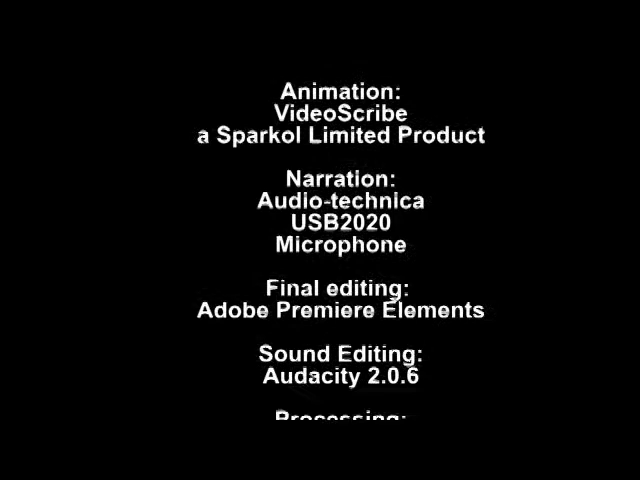 Animation:
VideoScribe
a Sparkol Limited Product
Narration:
Audio-technica
USB2020
Microphone
Final editing:
Adobe Premiere Elements
Sound Editing:
Audacity 2.0.6
Processing: